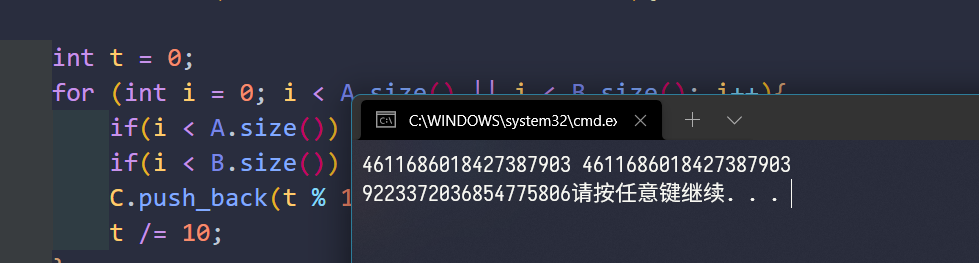 int t = 0;
for (int i = 0; i < A.size() || i < B.size(); i++){
if(i < A.size())
if(i < B.size())
C.push_back(t % 1
t /= 10;
C:\WINDOWS\system32\cmd.ex
4611686018427387903 4611686018427387903
9223372036854775806请按任意键继续. . .